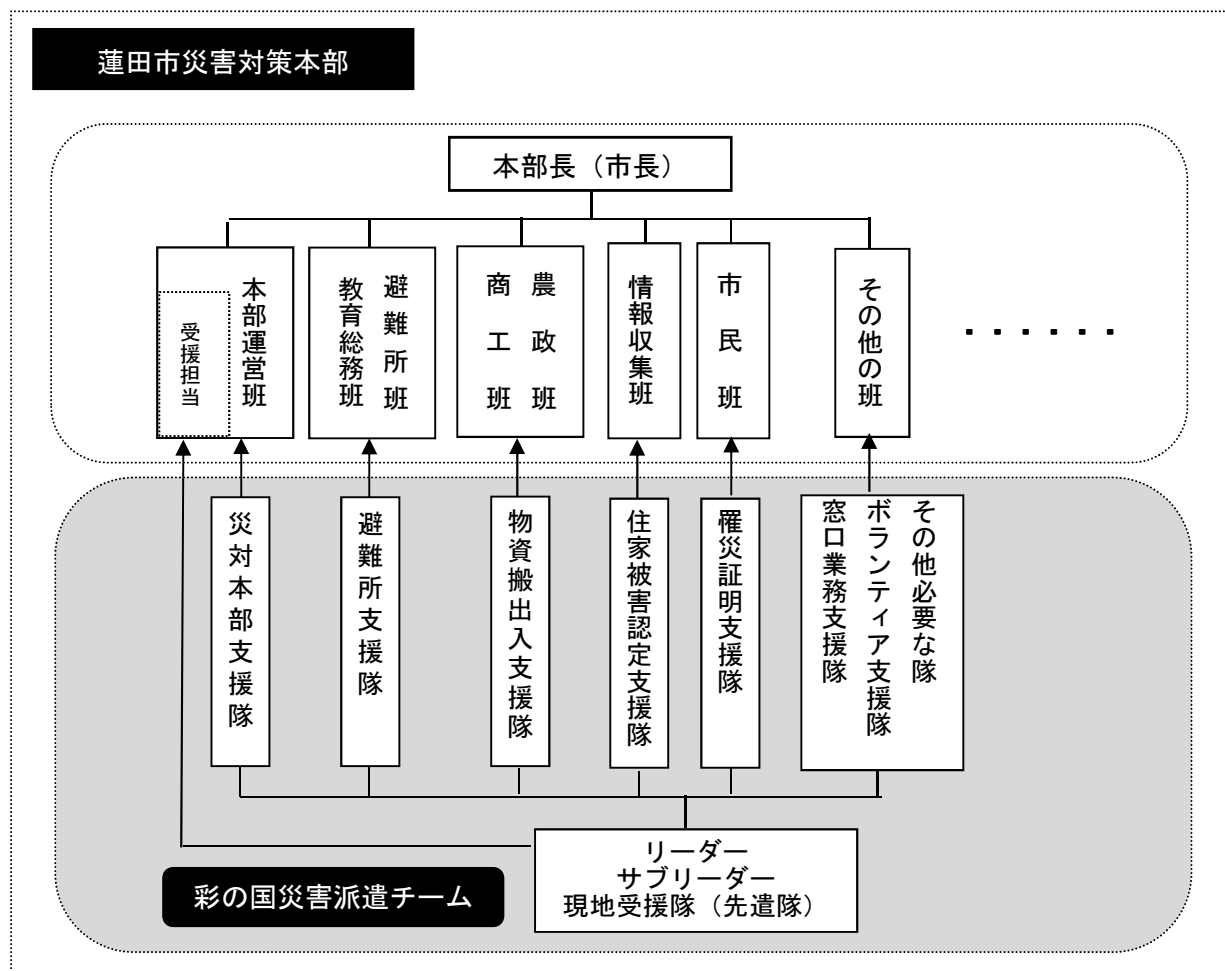 蓮田市災害対策本部
本部長（市長）
本部運営班
受援担当
避難所班
教育総務班
農政班
商工班
情報収集班
市民班
その他の班
・・・・・・
災対本部支援隊
避難所支援隊
物資搬出入支援隊
住家被害認定支援隊
罹災証明支援隊
その他必要な隊
ボランティア支援隊
窓口業務支援隊
リーダー
サブリーダー
現地受援隊（先遣隊）
彩の国災害派遣チーム